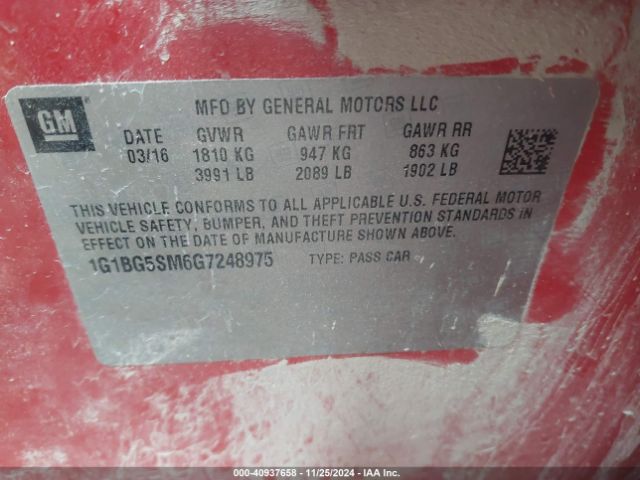 GM
MFD BY GENERAL MOTORS LLC
DATE GVWR GAWR FRT GAWR RR
03/16 1810 KG 947 KG 863 KG
3991 LB 2089 LB 1902 LB
THIS VEHICLE CONFORMS TO ALL APPLICABLE U.S. FEDERAL MOTOR
VEHICLE SAFETY, BUMPER, AND THEFT PREVENTION STANDARDS IN
EFFECT ON THE DATE OF MANUFACTURE SHOWN ABOVE.
1G1BG5SM6G7248975 TYPE: PASS CAR
000-40937658 - 11/25/2024 - IAA Inc.